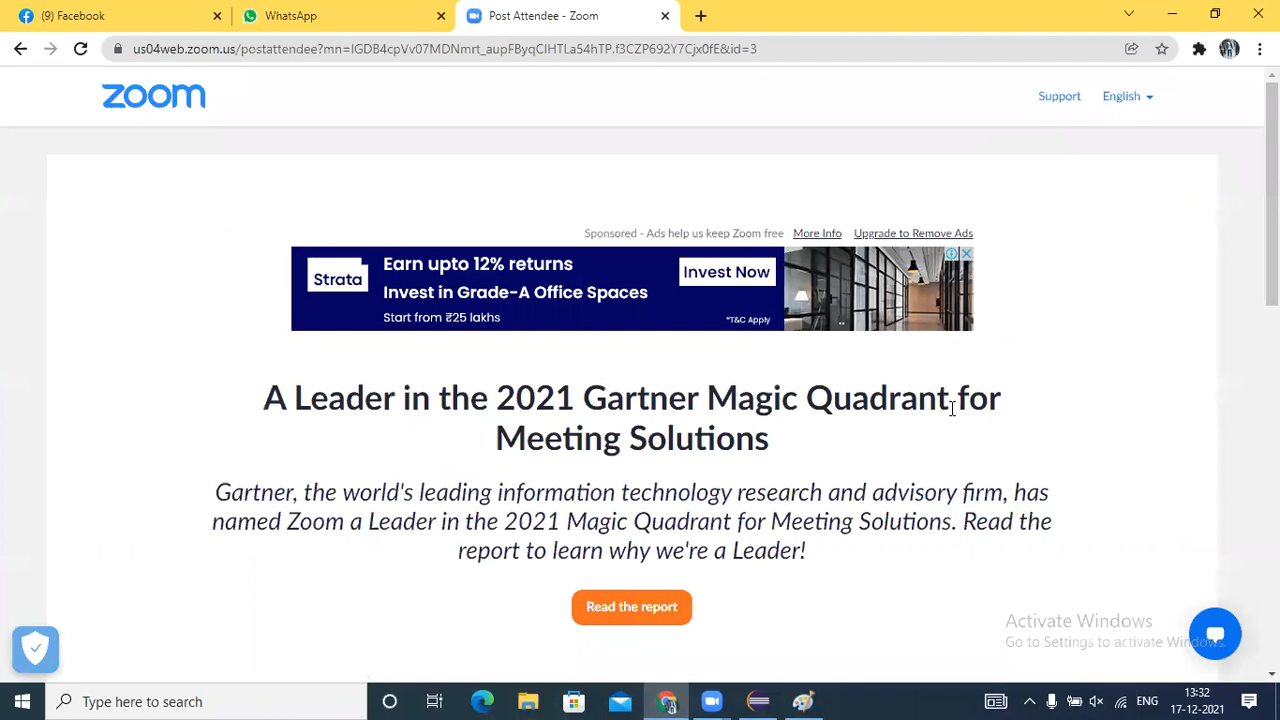 (9) Facebook
WhatsApp
Post Attendee - Zoom
us04web.zoom.us/postattendee?mn=IGDB4cpVv07MDNmrt_aupFByqCIHTLa54hTP.f3CZP692Y7Cjx0fE&id=3
zoom
Support
English
Sponsored - Ads help us keep Zoom free More Info Upgrade to Remove Ads
Strata
Earn upto 12% returns
Invest in Grade-A Office Spaces
Start from ₹25 lakhs
Invest Now
*T&C Apply
A Leader in the 2021 Gartner Magic Quadrant for
Meeting Solutions
Gartner, the world's leading information technology research and advisory firm, has
named Zoom a Leader in the 2021 Magic Quadrant for Meeting Solutions. Read the
report to learn why we're a Leader!
Read the report
Activate Windows
Go to Settings to activate Windows.
Type here to search
ENG
13:32
17-12-2021